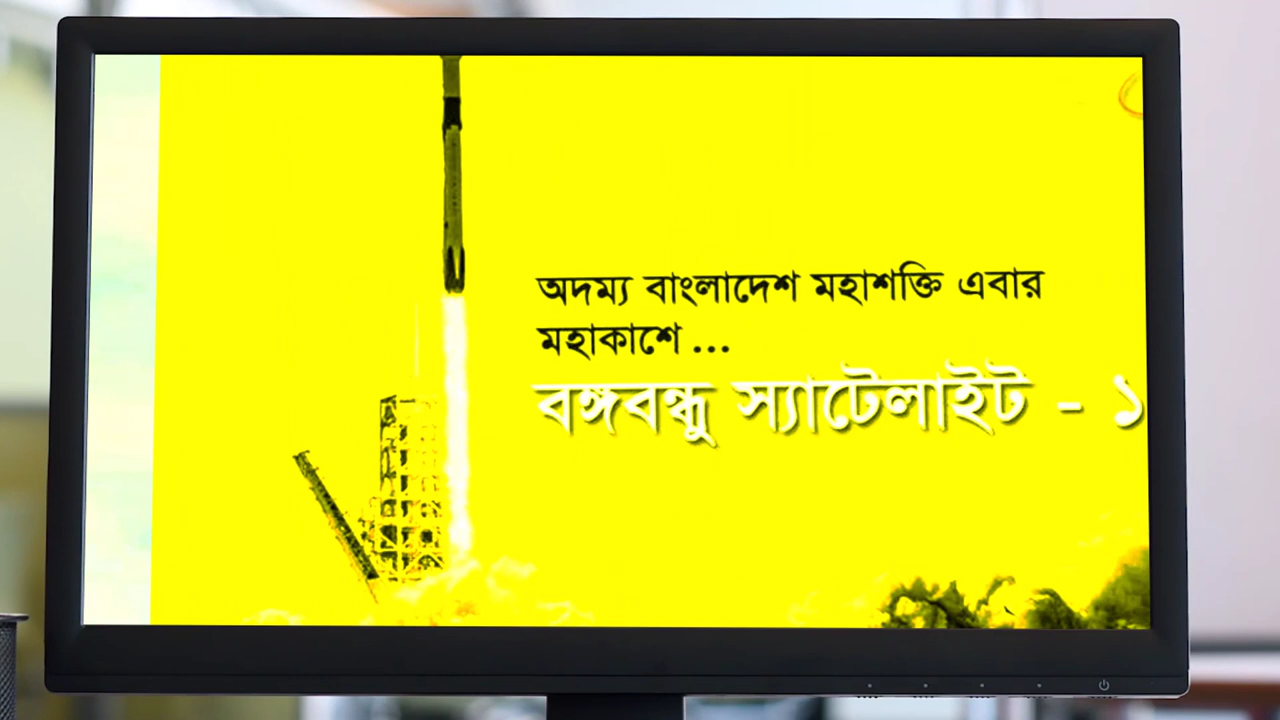 অদম্য বাংলাদেশ মহাশক্তি এবার
মহাকাশে ...
বঙ্গবন্ধু স্যাটেলাইট - ১